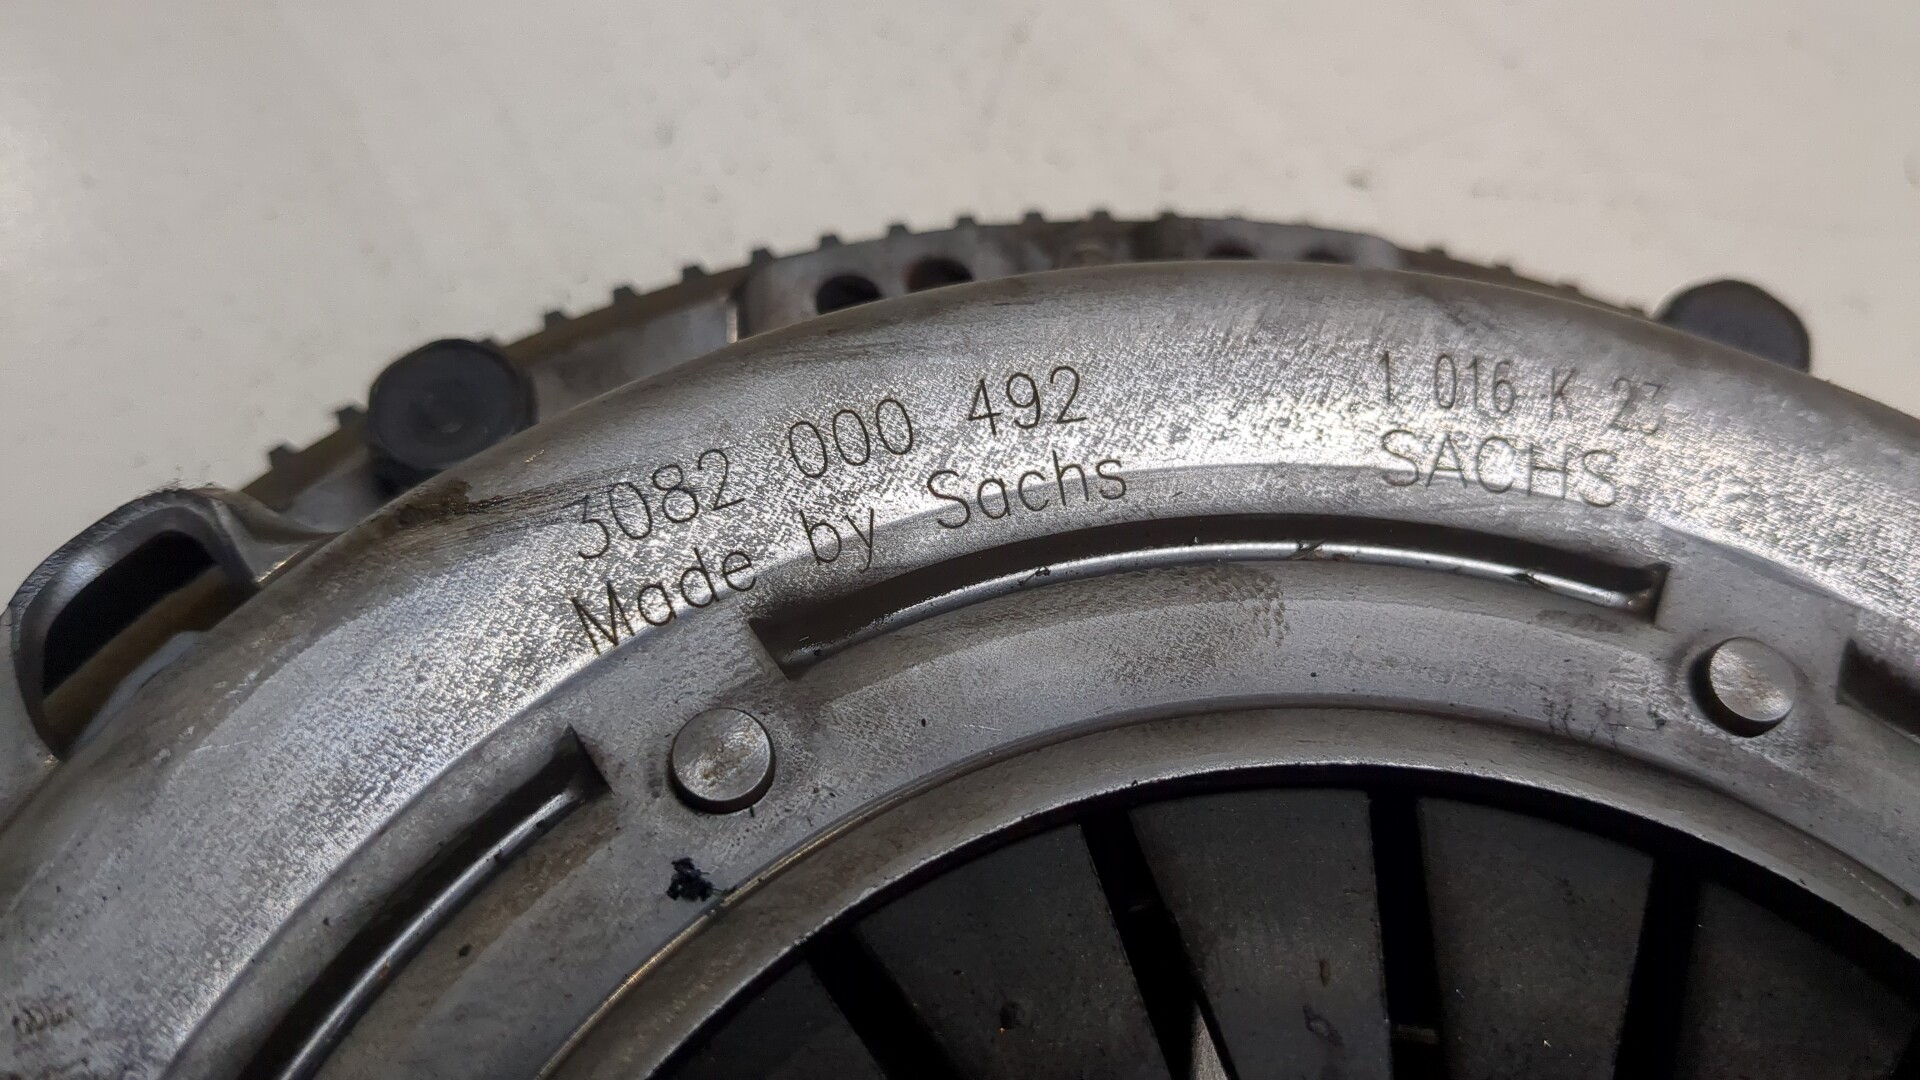 3082 000 492
Made by Sachs
1 016 K 23
SACHS